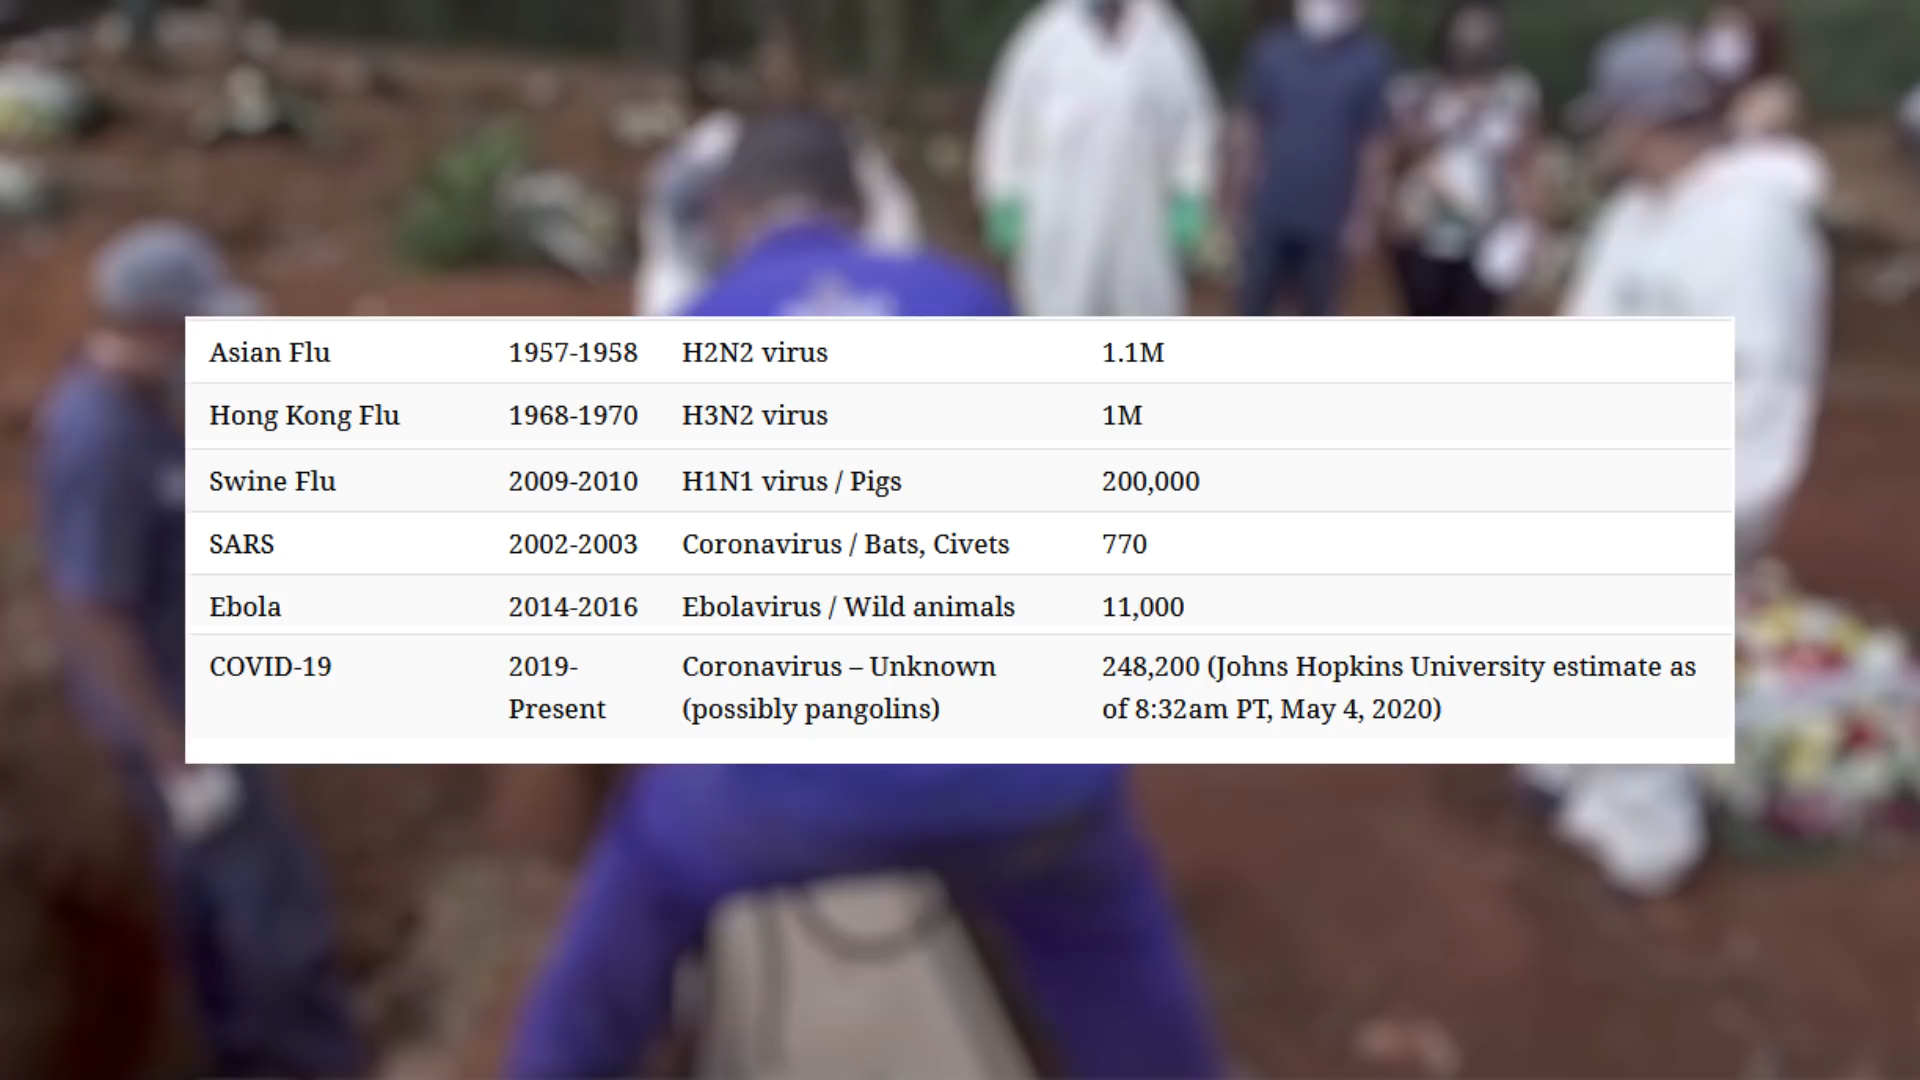 Asian Flu 1957-1958 H2N2 virus 1.1M
Hong Kong Flu 1968-1970 H3N2 virus 1M
Swine Flu 2009-2010 H1N1 virus / Pigs 200,000
SARS 2002-2003 Coronavirus / Bats, Civets 770
Ebola 2014-2016 Ebolavirus / Wild animals 11,000
COVID-19 2019- Coronavirus – Unknown 248,200 (Johns Hopkins University estimate as
Present (possibly pangolins) of 8:32am PT, May 4, 2020)